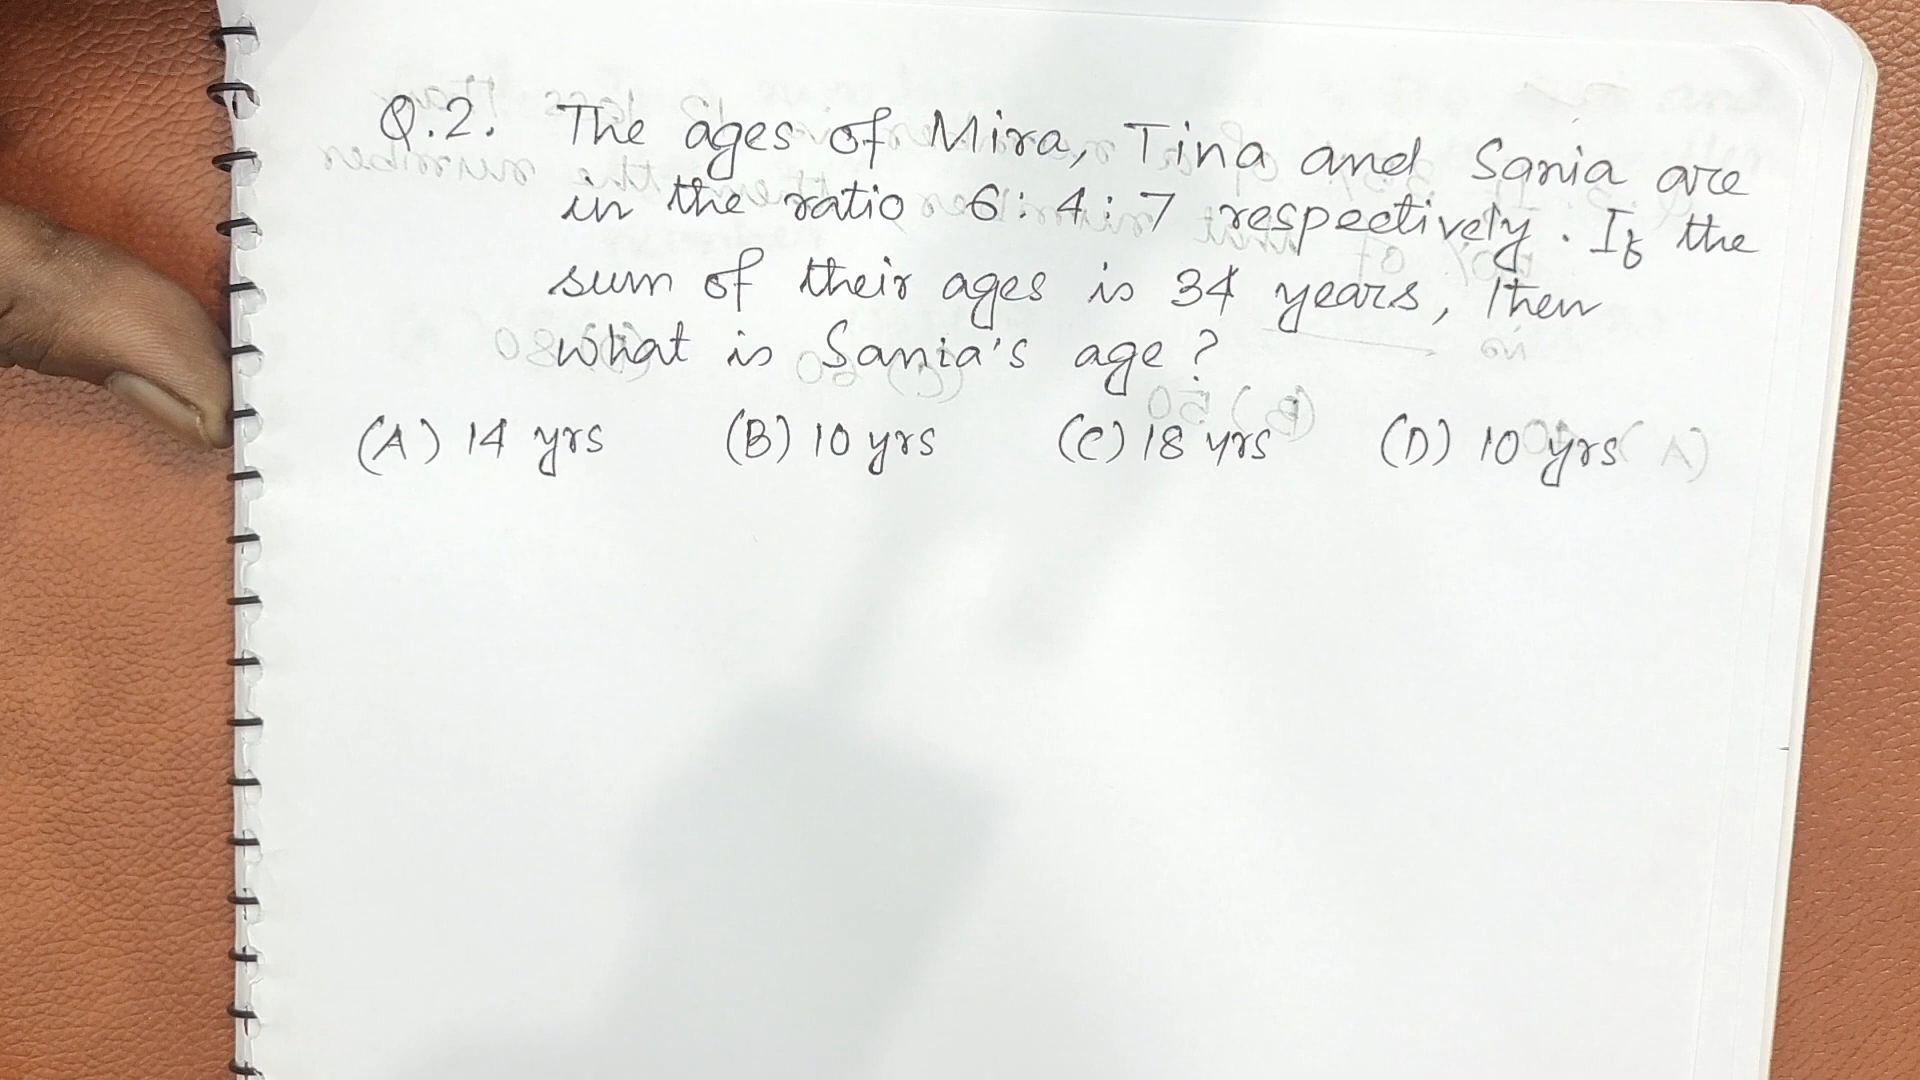 Q.2. The ages of Mira, Tina and Sania are
in the ratio 6:4:7 respectively. If the
sum of their ages is 34 years, then
what is Sania's age?
(A) 14 yrs (B) 10 yrs (C) 18 yrs (D) 10 yrs